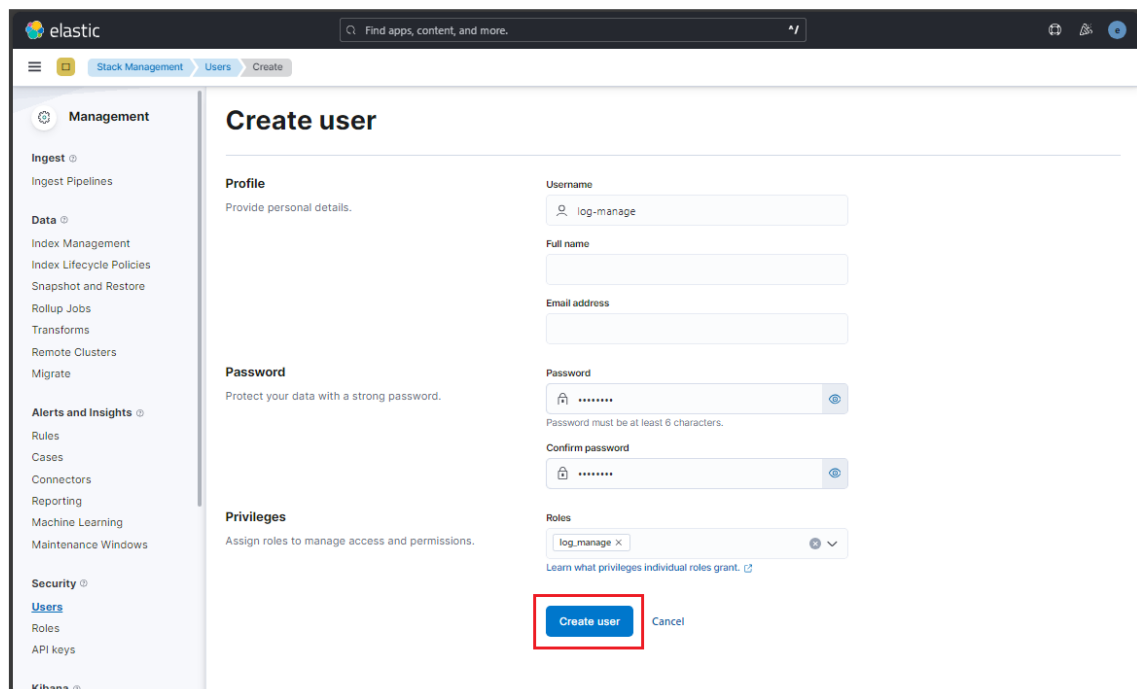 elastic
Find apps, content, and more.
^/
e
Stack Management
Users
Create
Management
Ingest
Ingest Pipelines
Data
Index Management
Index Lifecycle Policies
Snapshot and Restore
Rollup Jobs
Transforms
Remote Clusters
Migrate
Alerts and Insights
Rules
Cases
Connectors
Reporting
Machine Learning
Maintenance Windows
Security
Users
Roles
API keys
Kibana
Create user
Profile
Provide personal details.
Username
log-manage
Full name
Email address
Password
Protect your data with a strong password.
Password
••••••••
Password must be at least 6 characters.
Confirm password
••••••••
Privileges
Assign roles to manage access and permissions.
Roles
log_manage ×
Learn what privileges individual roles grant.
Create user
Cancel